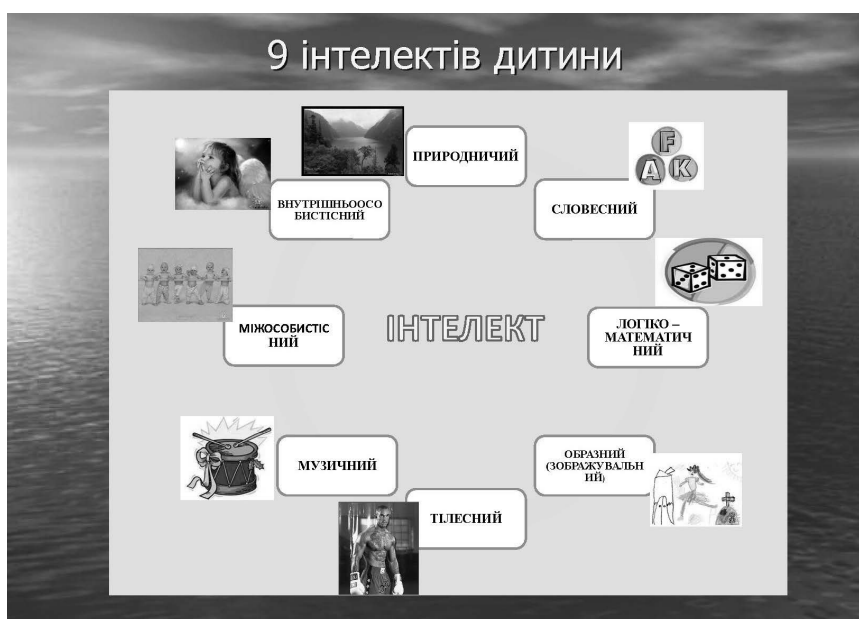 9 інтелектів дитини
ПРИРОДНИЧИЙ
F
A K
СЛОВЕСНИЙ
ВНУТРІШНЬООСО
БИСТІСНИЙ
ІНТЕЛЕКТ
МІЖОСОБИСТІС
НИЙ
ЛОГІКО –
МАТЕМАТИЧ
НИЙ
МУЗИЧНИЙ
ОБРАЗНИЙ
(ЗОБРАЖУВАЛЬН
ИЙ)
ТІЛЕСНИЙ